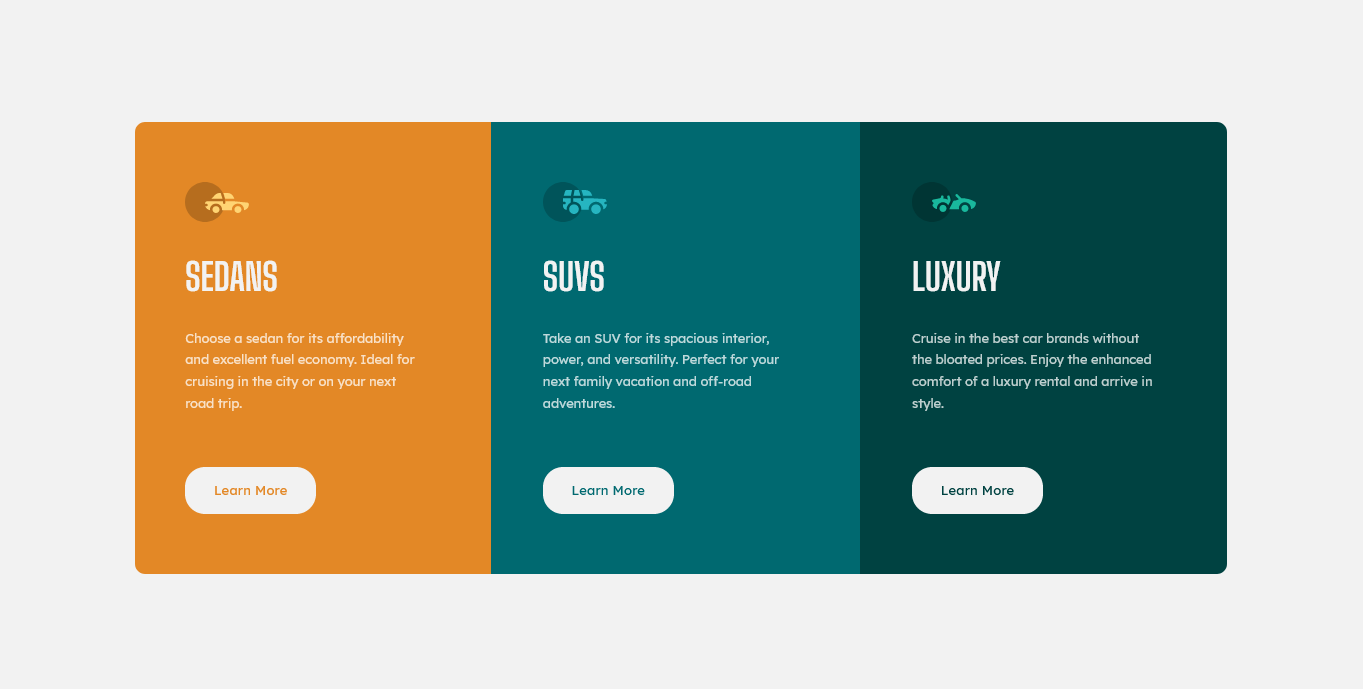 SEDANS
Choose a sedan for its affordability
and excellent fuel economy. Ideal for
cruising in the city or on your next
road trip.
Learn More
SUVS
Take an SUV for its spacious interior,
power, and versatility. Perfect for your
next family vacation and off-road
adventures.
Learn More
LUXURY
Cruise in the best car brands without
the bloated prices. Enjoy the enhanced
comfort of a luxury rental and arrive in
style.
Learn More